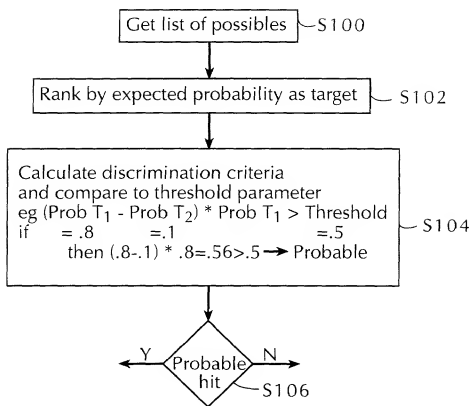 Get list of possibles S100
Rank by expected probability as target S102
Calculate discrimination criteria
and compare to threshold parameter
eg (Prob T₁ - Prob T₂) * Prob T₁ > Threshold
if = .8 =.1 =.5
then (.8-.1) * .8=.56>.5→ Probable
S104
Y Probable N
hit
S106